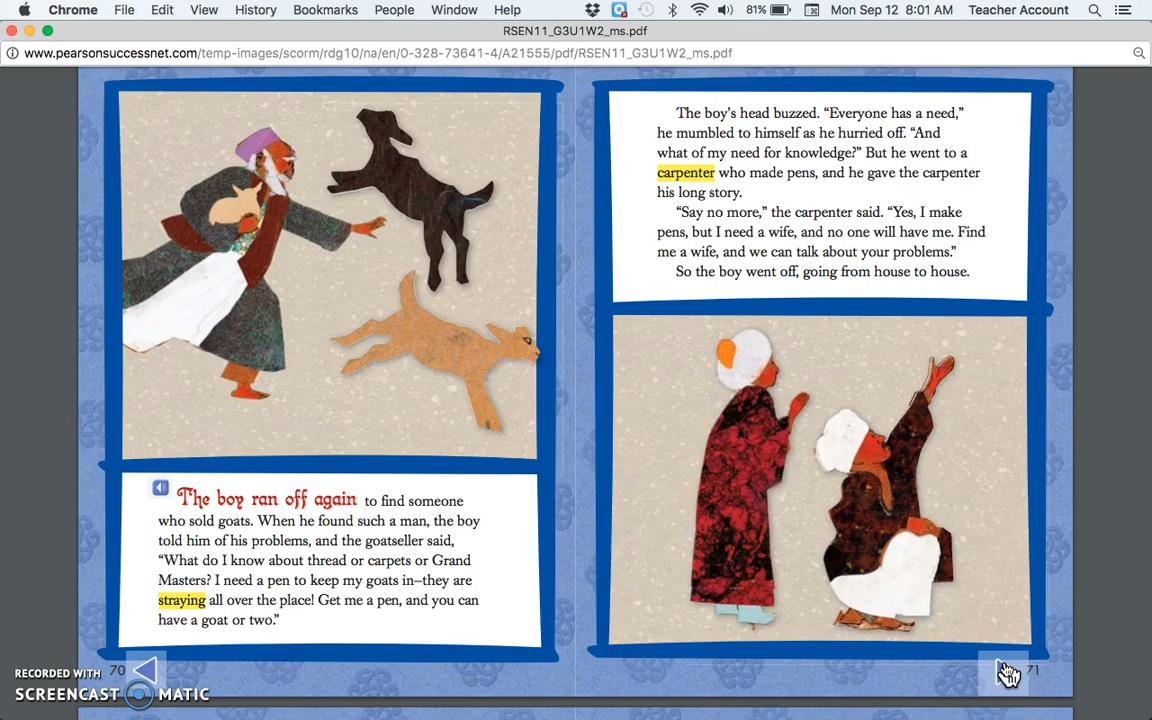 Chrome File Edit View History Bookmarks People Window Help 81% Mon Sep 12 8:01 AM Teacher Account
RSEN11_G3U1W2_ms.pdf
www.pearsonsuccessnet.com/temp-images/scorm/rdg10/na/en/0-328-73641-4/A21555/pdf/RSEN11_G3U1W2_ms.pdf
The boy ran off again to find someone
who sold goats. When he found such a man, the boy
told him of his problems, and the goatseller said,
“What do I know about thread or carpets or Grand
Masters? I need a pen to keep my goats in—they are
straying all over the place! Get me a pen, and you can
have a goat or two.”
70
The boy’s head buzzed. “Everyone has a need,”
he mumbled to himself as he hurried off. “And
what of my need for knowledge?” But he went to a
carpenter who made pens, and he gave the carpenter
his long story.
“Say no more,” the carpenter said. “Yes, I make
pens, but I need a wife, and no one will have me. Find
me a wife, and we can talk about your problems.”
So the boy went off, going from house to house.
71
RECORDED WITH
SCREENCAST MATIC